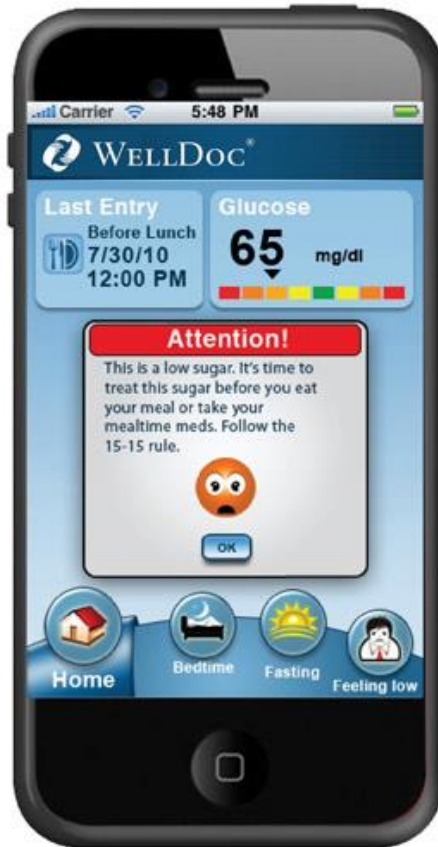 Carrier 5:48 PM
WELLDOC®
Last Entry
Before Lunch
7/30/10
12:00 PM
Glucose
65 mg/dl
Attention!
This is a low sugar. It's time to
treat this sugar before you eat
your meal or take your
mealtime meds. Follow the
15-15 rule.
OK
Home
Bedtime
Fasting
Feeling low